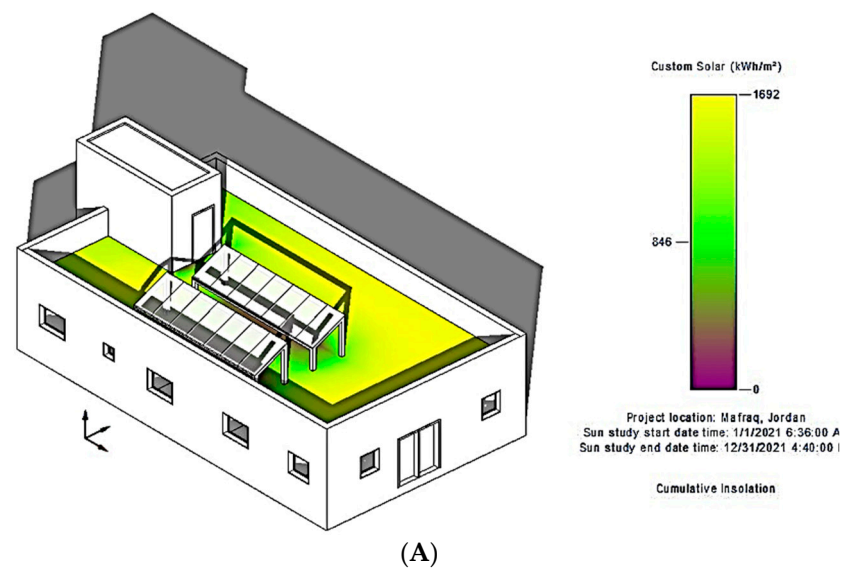 Custom Solar (kWh/m²)
1692
846
0
Project location: Mafraq, Jordan
Sun study start date time: 1/1/2021 6:36:00 A
Sun study end date time: 12/31/2021 4:40:00
Cumulative Insolation
(A)